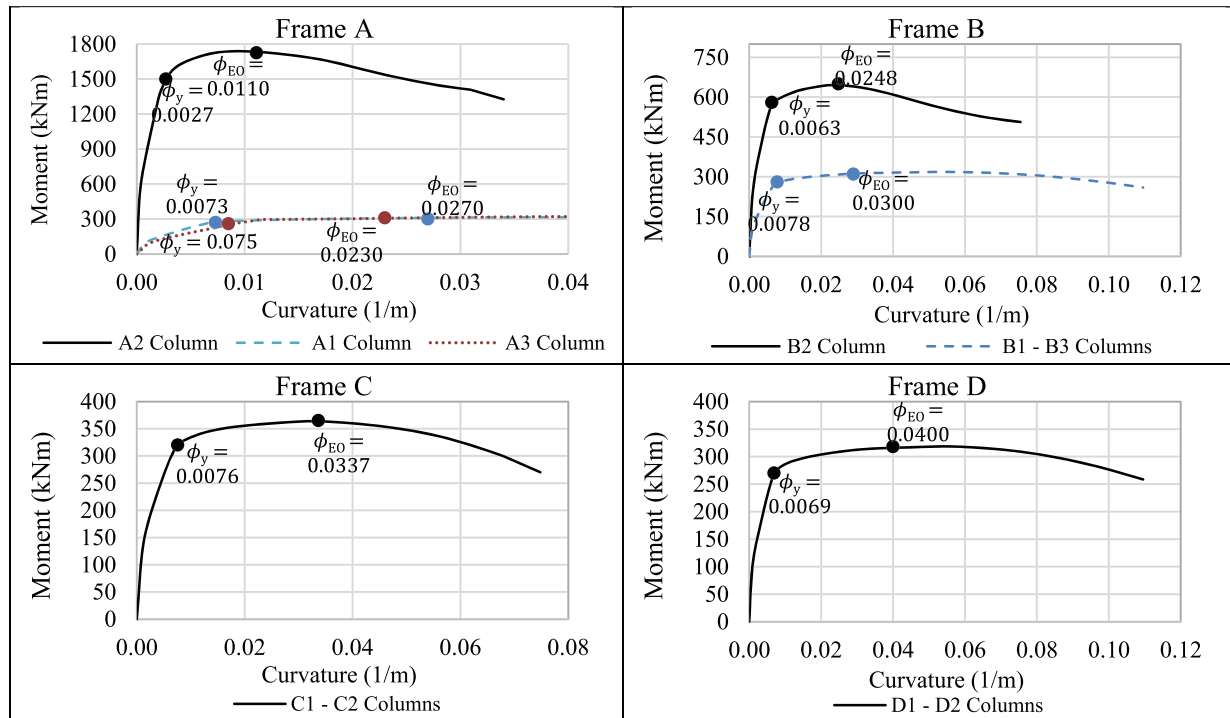 Frame A
Moment (kNm)
1800
1500
1200
900
600
300
0
ϕEO =
0.0110
ϕy =
0.0027
ϕy =
0.0073
ϕEO =
0.0270
ϕy = 0.075
ϕEO =
0.0230
0.00 0.01 0.02 0.03 0.04
Curvature (1/m)
A2 Column A1 Column A3 Column
Frame B
Moment (kNm)
750
600
450
300
150
0
ϕEO =
0.0248
ϕy =
0.0063
ϕEO =
0.0300
ϕy =
0.0078
0.00 0.02 0.04 0.06 0.08 0.10 0.12
Curvature (1/m)
B2 Column B1 - B3 Columns
Frame C
Moment (kNm)
400
350
300
250
200
150
100
50
0
ϕy =
0.0076
ϕEO =
0.0337
0.00 0.02 0.04 0.06 0.08
Curvature (1/m)
C1 - C2 Columns
Frame D
Moment (kNm)
400
350
300
250
200
150
100
50
0
ϕEO =
0.0400
ϕy =
0.0069
0.00 0.02 0.04 0.06 0.08 0.10 0.12
Curvature (1/m)
D1 - D2 Columns